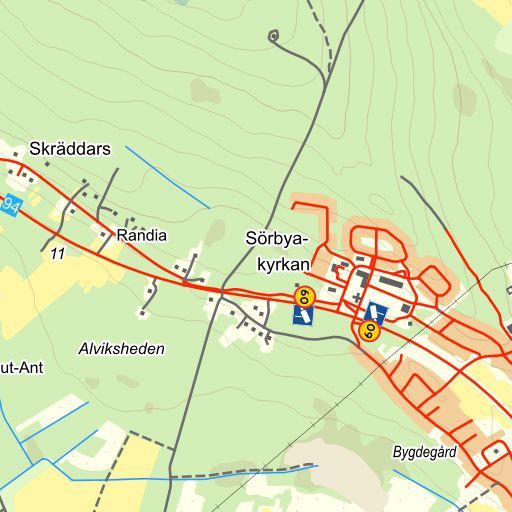 Skräddars
94
Randia
11
Sörbya-
kyrkan
60
60
Alviksheden
ut-Ant
Bygdegård